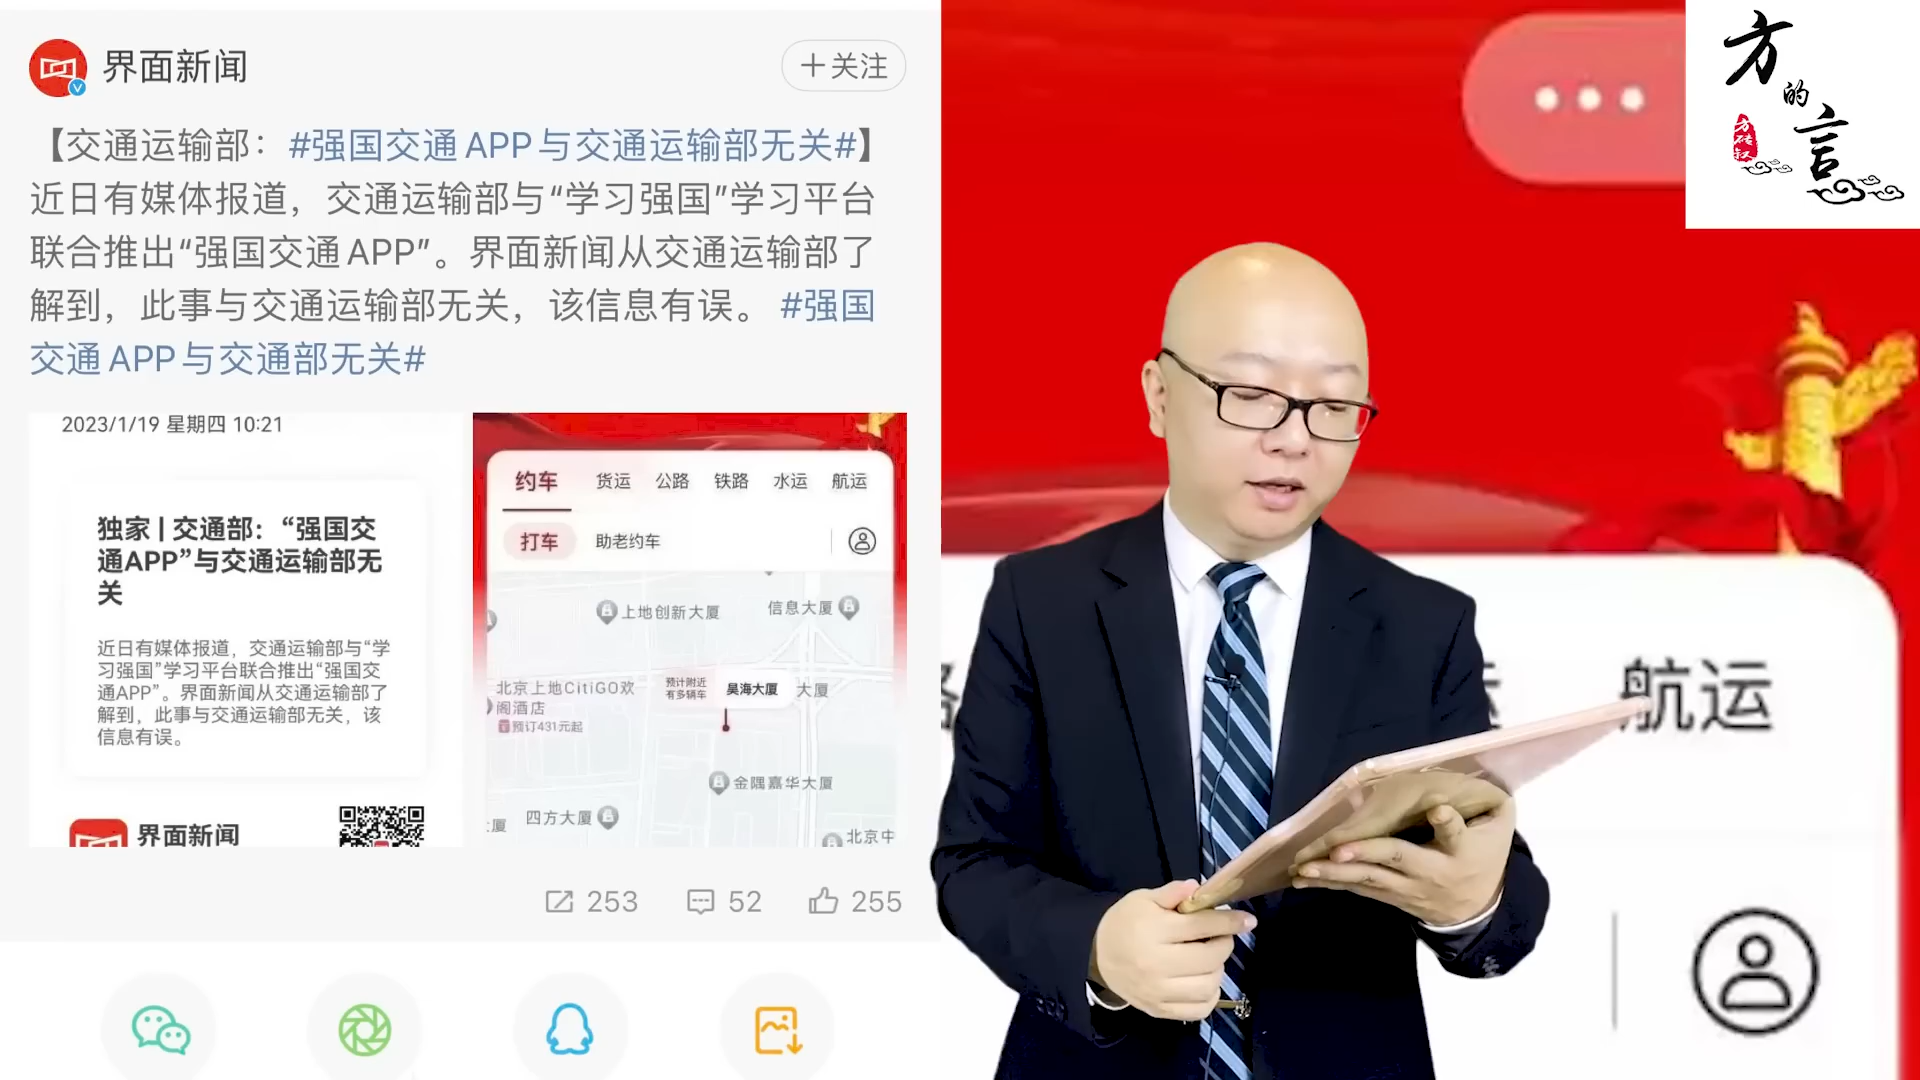 界面新闻
+关注
【交通运输部：#强国交通APP与交通运输部无关#】
近日有媒体报道，交通运输部与“学习强国”学习平台
联合推出“强国交通APP”。界面新闻从交通运输部了
解到，此事与交通运输部无关，该信息有误。#强国
交通APP与交通部无关#
2023/1/19 星期四 10:21
独家 | 交通部：“强国交
通APP”与交通运输部无
关
近日有媒体报道，交通运输部与“学
习强国”学习平台联合推出“强国交
通APP”。界面新闻从交通运输部了
解到，此事与交通运输部无关，该
信息有误。
界面新闻
约车 货运 公路 铁路 水运 航运
打车 助老约车
上地创新大厦
信息大厦
北京上地CitiGO欢
阁酒店
预订431元起
预计附近
有多辆车
昊海大厦
大厦
金隅嘉华大厦
四方大厦
厦
北京中
253 52 255
方的言
方砖叙
航运